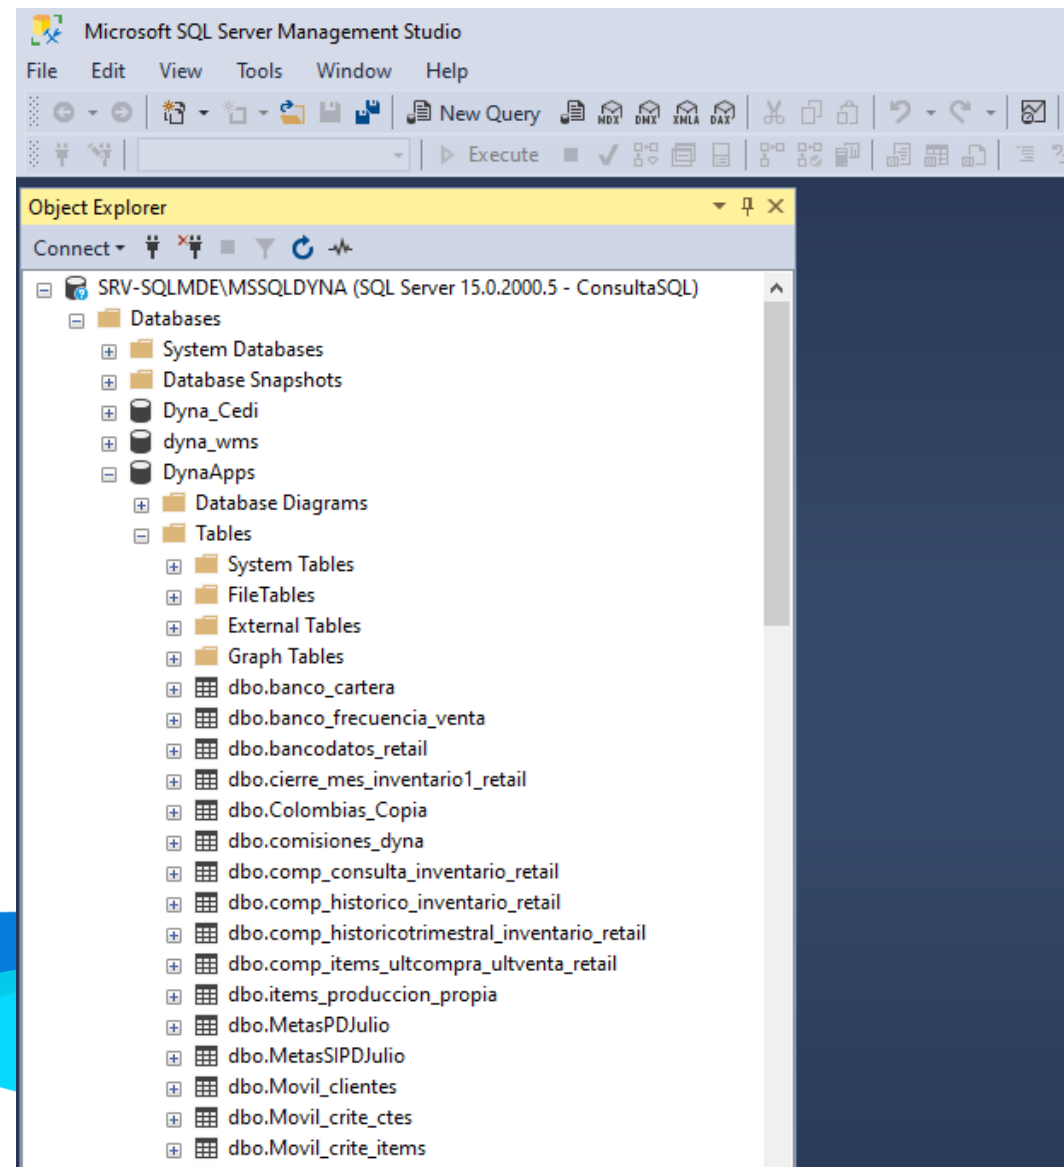 Microsoft SQL Server Management Studio
File Edit View Tools Window Help
New Query MDX DMX XMLA DAX
Execute
Object Explorer
Connect
SRV-SQLMDE\MSSQLDYNA (SQL Server 15.0.2000.5 - ConsultaSQL)
Databases
System Databases
Database Snapshots
Dyna_Cedi
dyna_wms
DynaApps
Database Diagrams
Tables
System Tables
FileTables
External Tables
Graph Tables
dbo.banco_cartera
dbo.banco_frecuencia_venta
dbo.bancodatos_retail
dbo.cierre_mes_inventario1_retail
dbo.Colombias_Copia
dbo.comisiones_dyna
dbo.comp_consulta_inventario_retail
dbo.comp_historico_inventario_retail
dbo.comp_historicotrimestral_inventario_retail
dbo.comp_items_ultcompra_ultventa_retail
dbo.items_produccion_propia
dbo.MetasPDJulio
dbo.MetasSIPDJulio
dbo.Movil_clientes
dbo.Movil_crite_ctes
dbo.Movil_crite_items